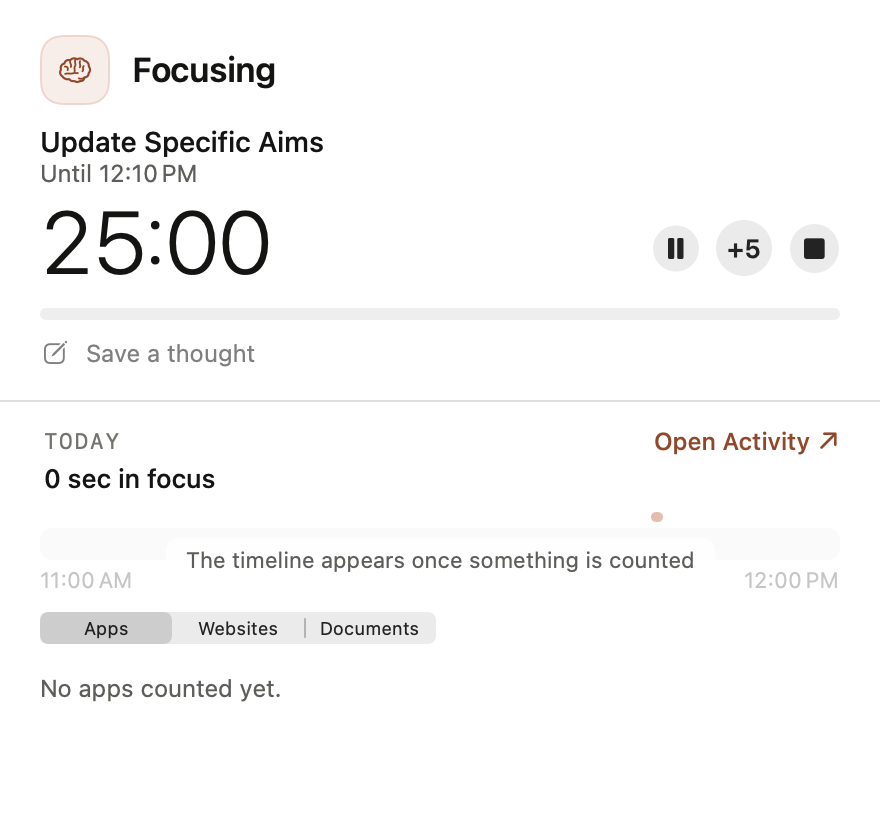 Focusing
Update Specific Aims
Until 12:10 PM
25:00
+5
Save a thought
TODAY
Open Activity
0 sec in focus
The timeline appears once something is counted
11:00 AM
12:00 PM
Apps
Websites
Documents
No apps counted yet.